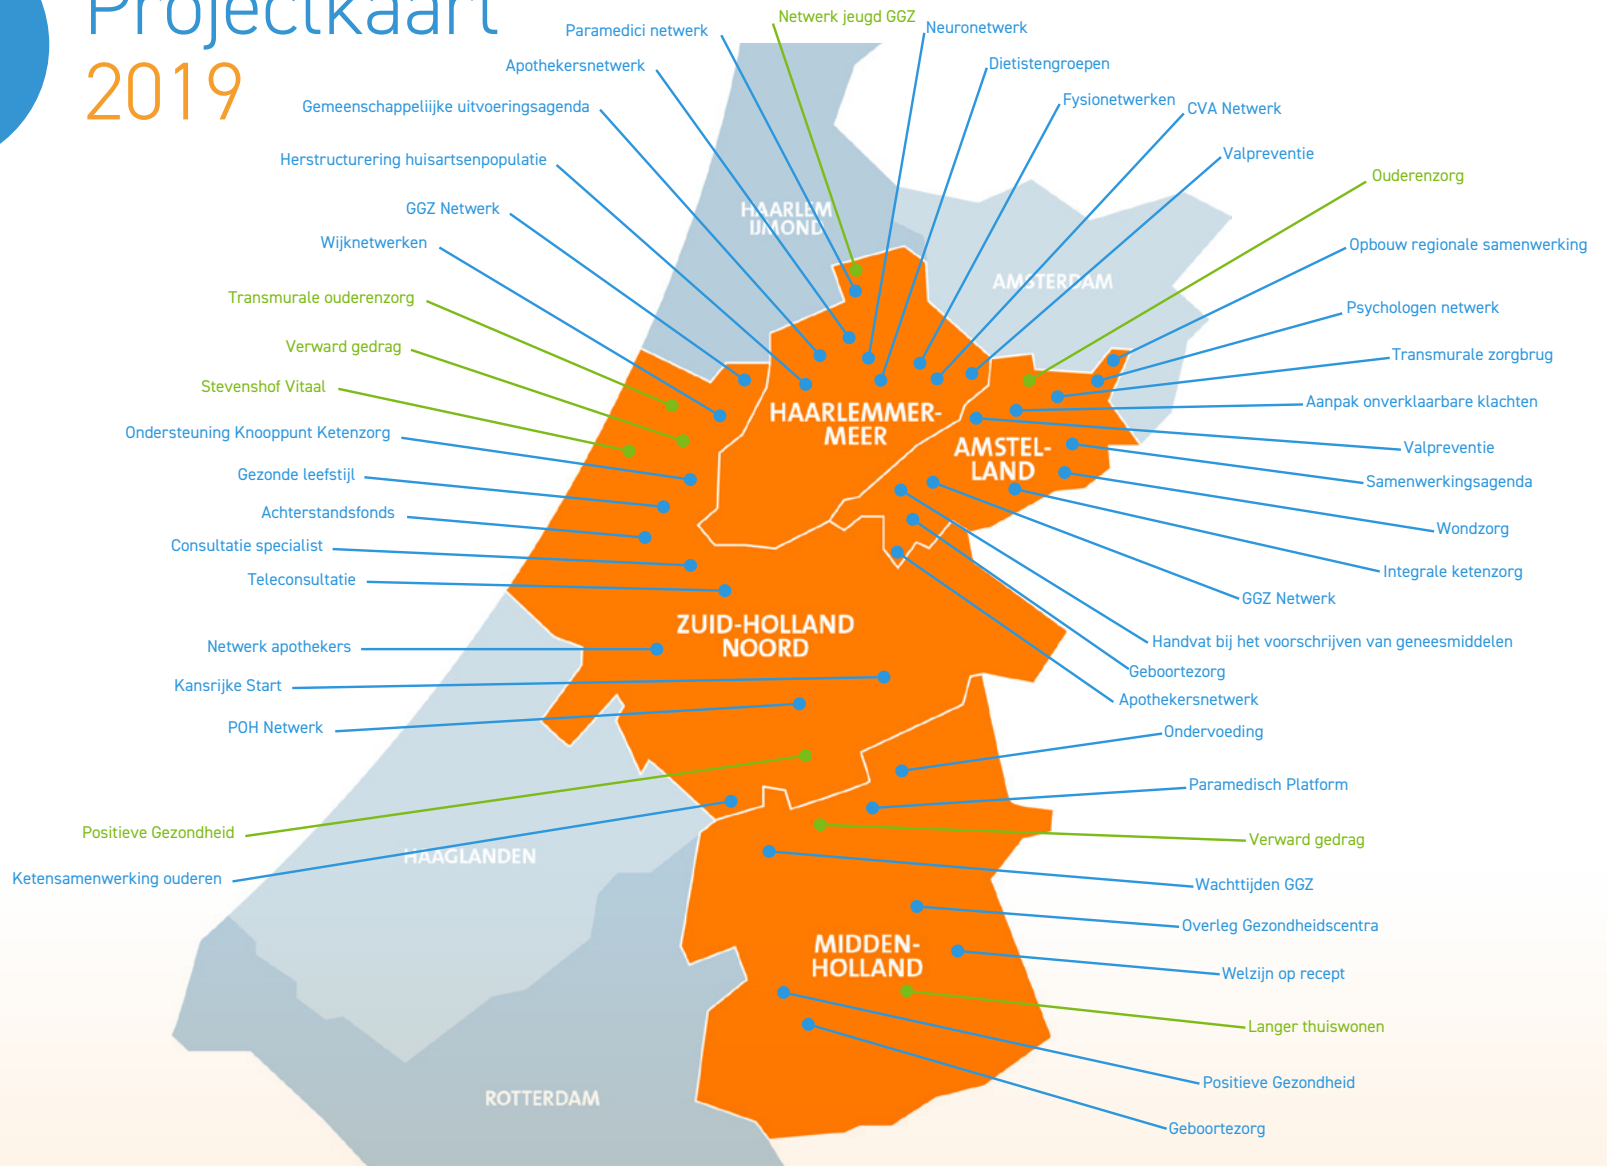 Projectkaart
2019
Netwerk jeugd GGZ
Paramedici netwerk
Neuronetwerk
Apothekersnetwerk
Dietistengroepen
Gemeenschappeliijke uitvoeringsagenda
Fysionetwerken
CVA Netwerk
Herstructurering huisartsenpopulatie
Valpreventie
Ouderenzorg
GGZ Netwerk
HAARLEM
IJMOND
Wijknetwerken
Opbouw regionale samenwerking
AMSTERDAM
Transmurale ouderenzorg
Psychologen netwerk
Verward gedrag
Transmurale zorgbrug
Stevenshof Vitaal
Aanpak onverklaarbare klachten
HAARLEMMER-
MEER
Ondersteuning Knooppunt Ketenzorg
AMSTEL-
LAND
Valpreventie
Gezonde leefstijl
Samenwerkingsagenda
Achterstandsfonds
Wondzorg
Consultatie specialist
Integrale ketenzorg
Teleconsultatie
GGZ Netwerk
ZUID-HOLLAND
NOORD
Netwerk apothekers
Handvat bij het voorschrijven van geneesmiddelen
Geboortezorg
Kansrijke Start
Apothekersnetwerk
POH Netwerk
Ondervoeding
Paramedisch Platform
Positieve Gezondheid
Verward gedrag
HAAGLANDEN
Ketensamenwerking ouderen
Wachttijden GGZ
Overleg Gezondheidscentra
MIDDEN-
HOLLAND
Welzijn op recept
Langer thuiswonen
Positieve Gezondheid
ROTTERDAM
Geboortezorg